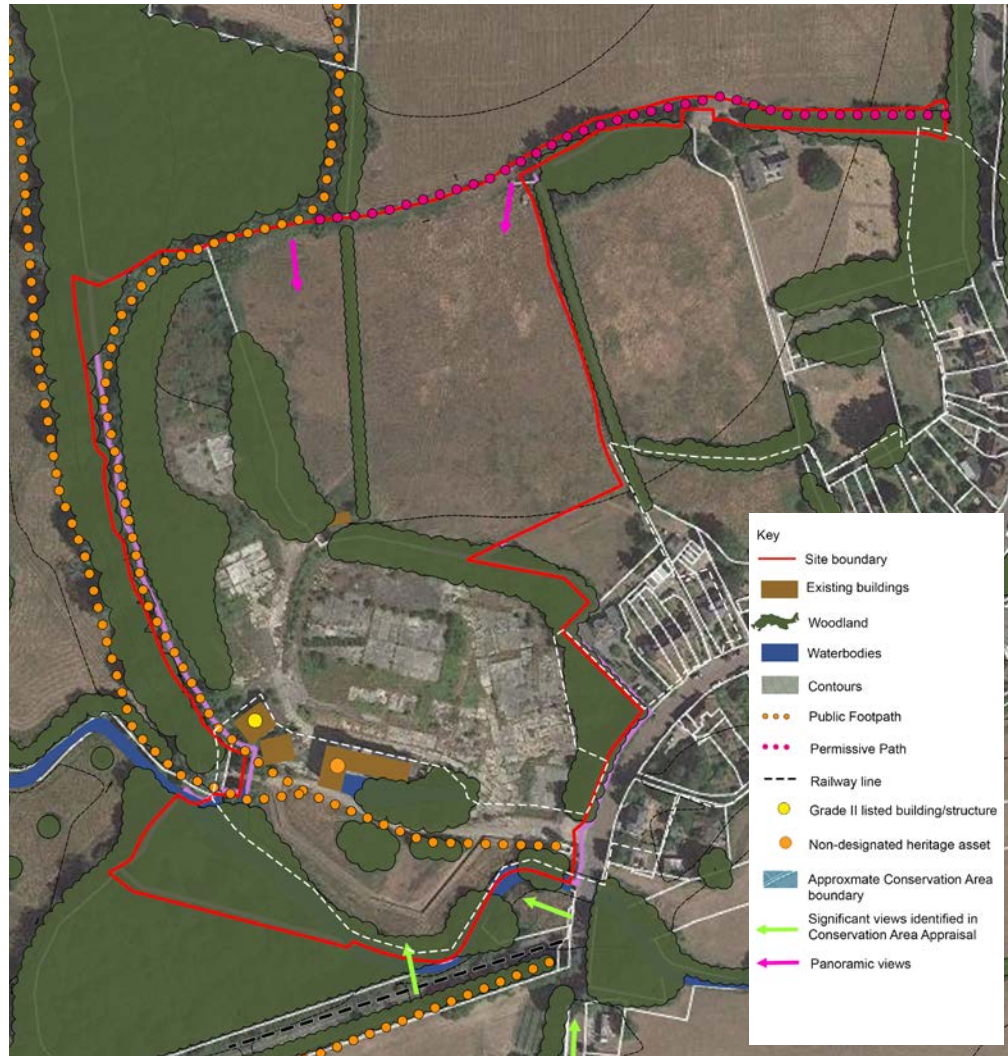 Key
Site boundary
Existing buildings
Woodland
Waterbodies
Contours
Public Footpath
Permissive Path
Railway line
Grade II listed building/structure
Non-designated heritage asset
Approxmate Conservation Area
boundary
Significant views identified in
Conservation Area Appraisal
Panoramic views